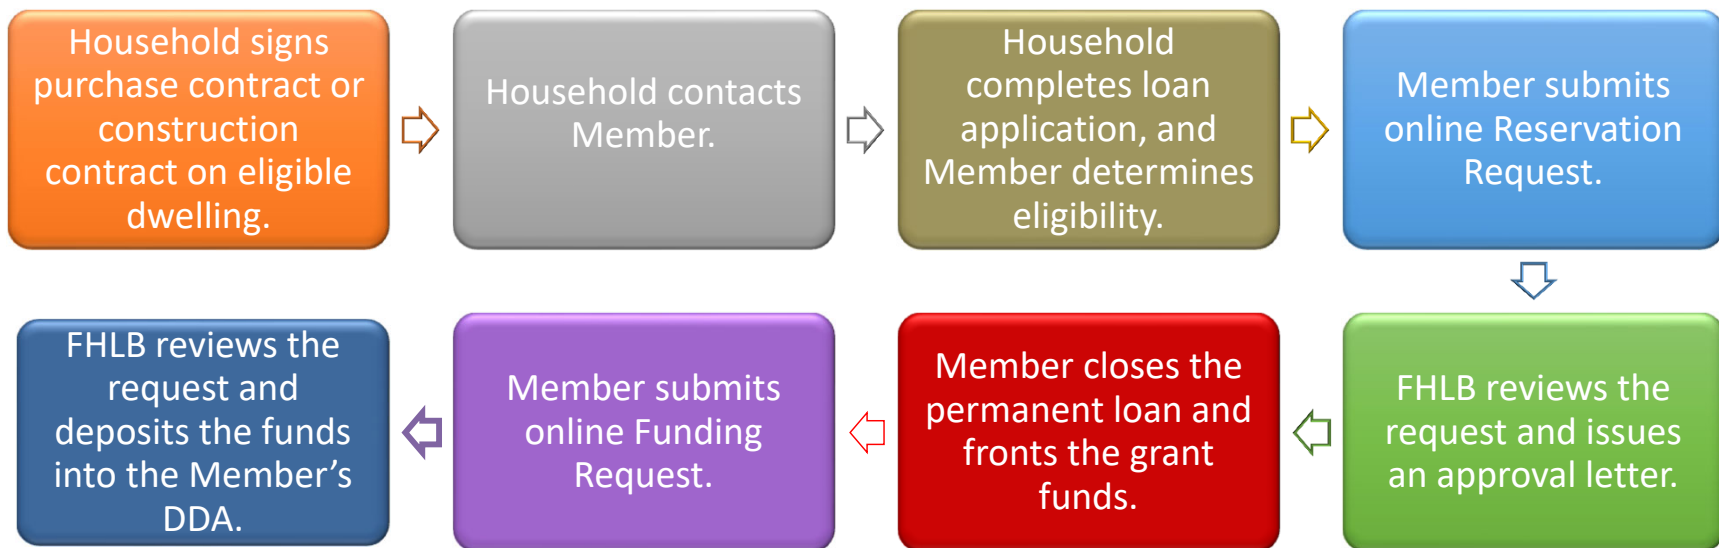 Household signs
purchase contract or
construction
contract on eligible
dwelling.
Household contacts
Member.
Household
completes loan
application, and
Member determines
eligibility.
Member submits
online Reservation
Request.
FHLB reviews the
request and issues
an approval letter.
Member closes the
permanent loan and
fronts the grant
funds.
Member submits
online Funding
Request.
FHLB reviews the
request and
deposits the funds
into the Member’s
DDA.